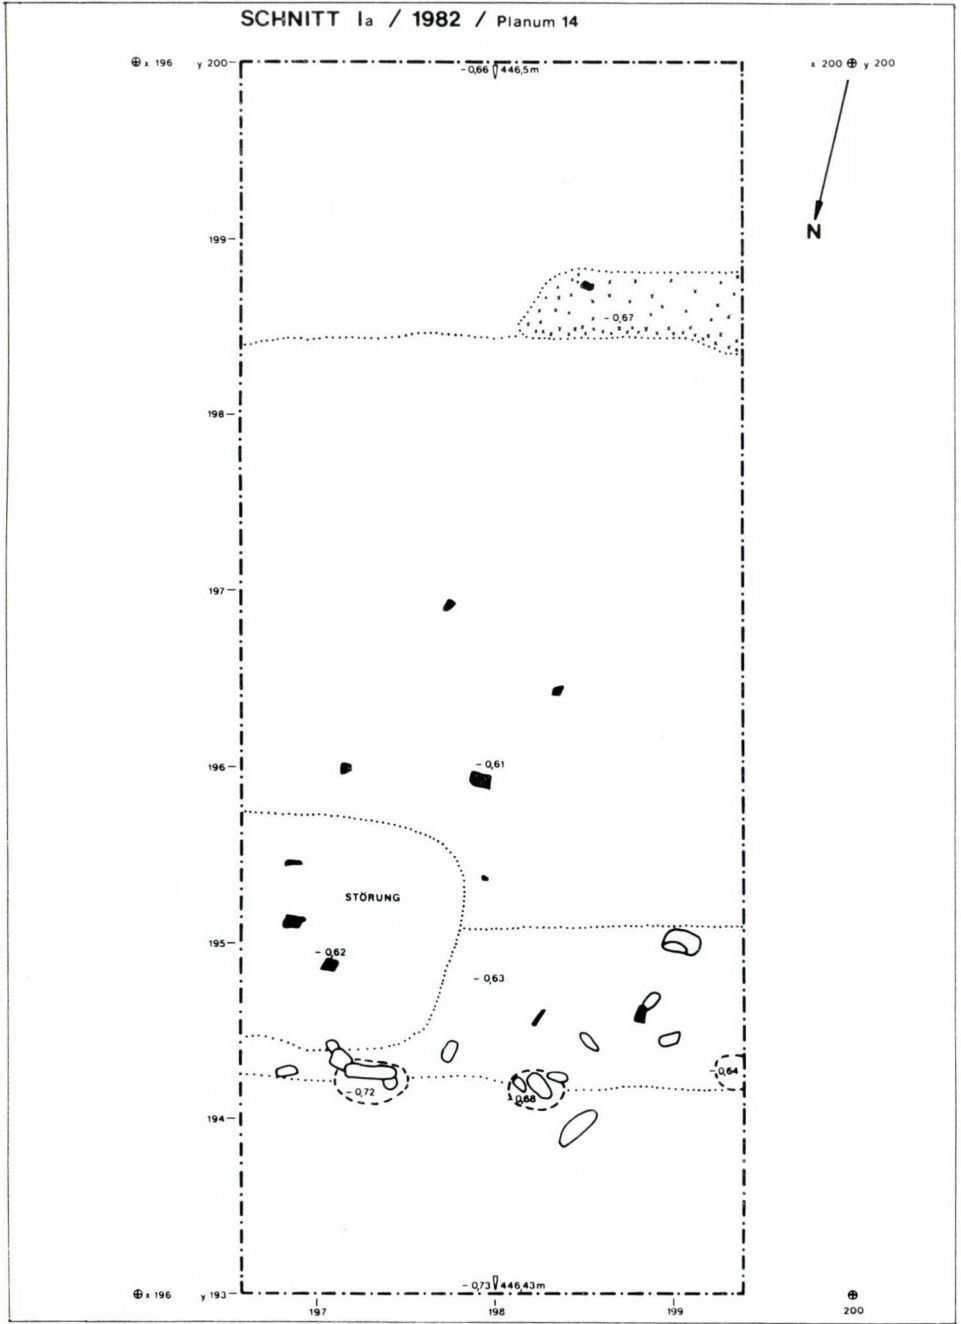 SCHNITT Ia / 1982 / Planum 14
x 196 y 200 - 0,66 446,5m x 200 y 200
199
N
- 0,67
198
197
196
- 0,61
STÖRUNG
195
- 0,62
- 0,63
- 0,64
- 0,72
- 0,68
194
x 196 y 193 - 0,73 446,43m
197 198 199 200